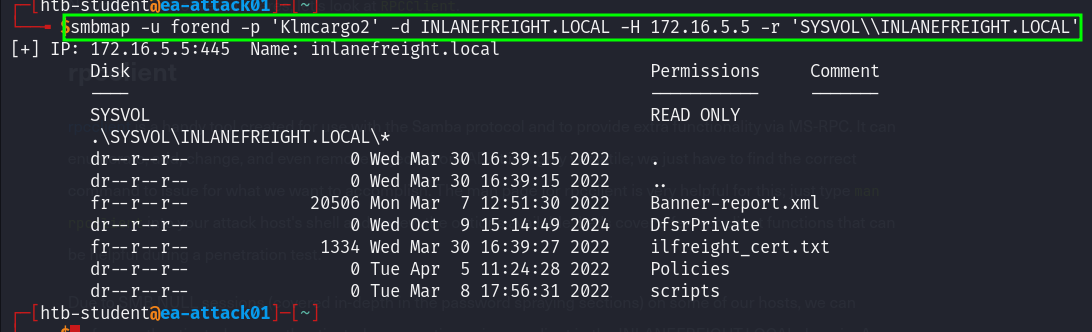 [htb-student@ea-attack01]-[~]
$smbmap -u forend -p 'Klmcargo2' -d INLANEFREIGHT.LOCAL -H 172.16.5.5 -r 'SYSVOL\\INLANEFREIGHT.LOCAL'
[+] IP: 172.16.5.5:445 Name: inlanefreight.local
Disk Permissions Comment
---- ----------- -------
SYSVOL READ ONLY
.\SYSVOL\INLANEFREIGHT.LOCAL\*
dr--r--r-- 0 Wed Mar 30 16:39:15 2022 .
dr--r--r-- 0 Wed Mar 30 16:39:15 2022 ..
fr--r--r-- 20506 Mon Mar 7 12:51:30 2022 Banner-report.xml
dr--r--r-- 0 Wed Oct 9 15:14:49 2024 DfsrPrivate
fr--r--r-- 1334 Wed Mar 30 16:39:27 2022 ilfreight_cert.txt
dr--r--r-- 0 Tue Apr 5 11:24:28 2022 Policies
dr--r--r-- 0 Tue Mar 8 17:56:31 2022 scripts
[htb-student@ea-attack01]-[~]
$